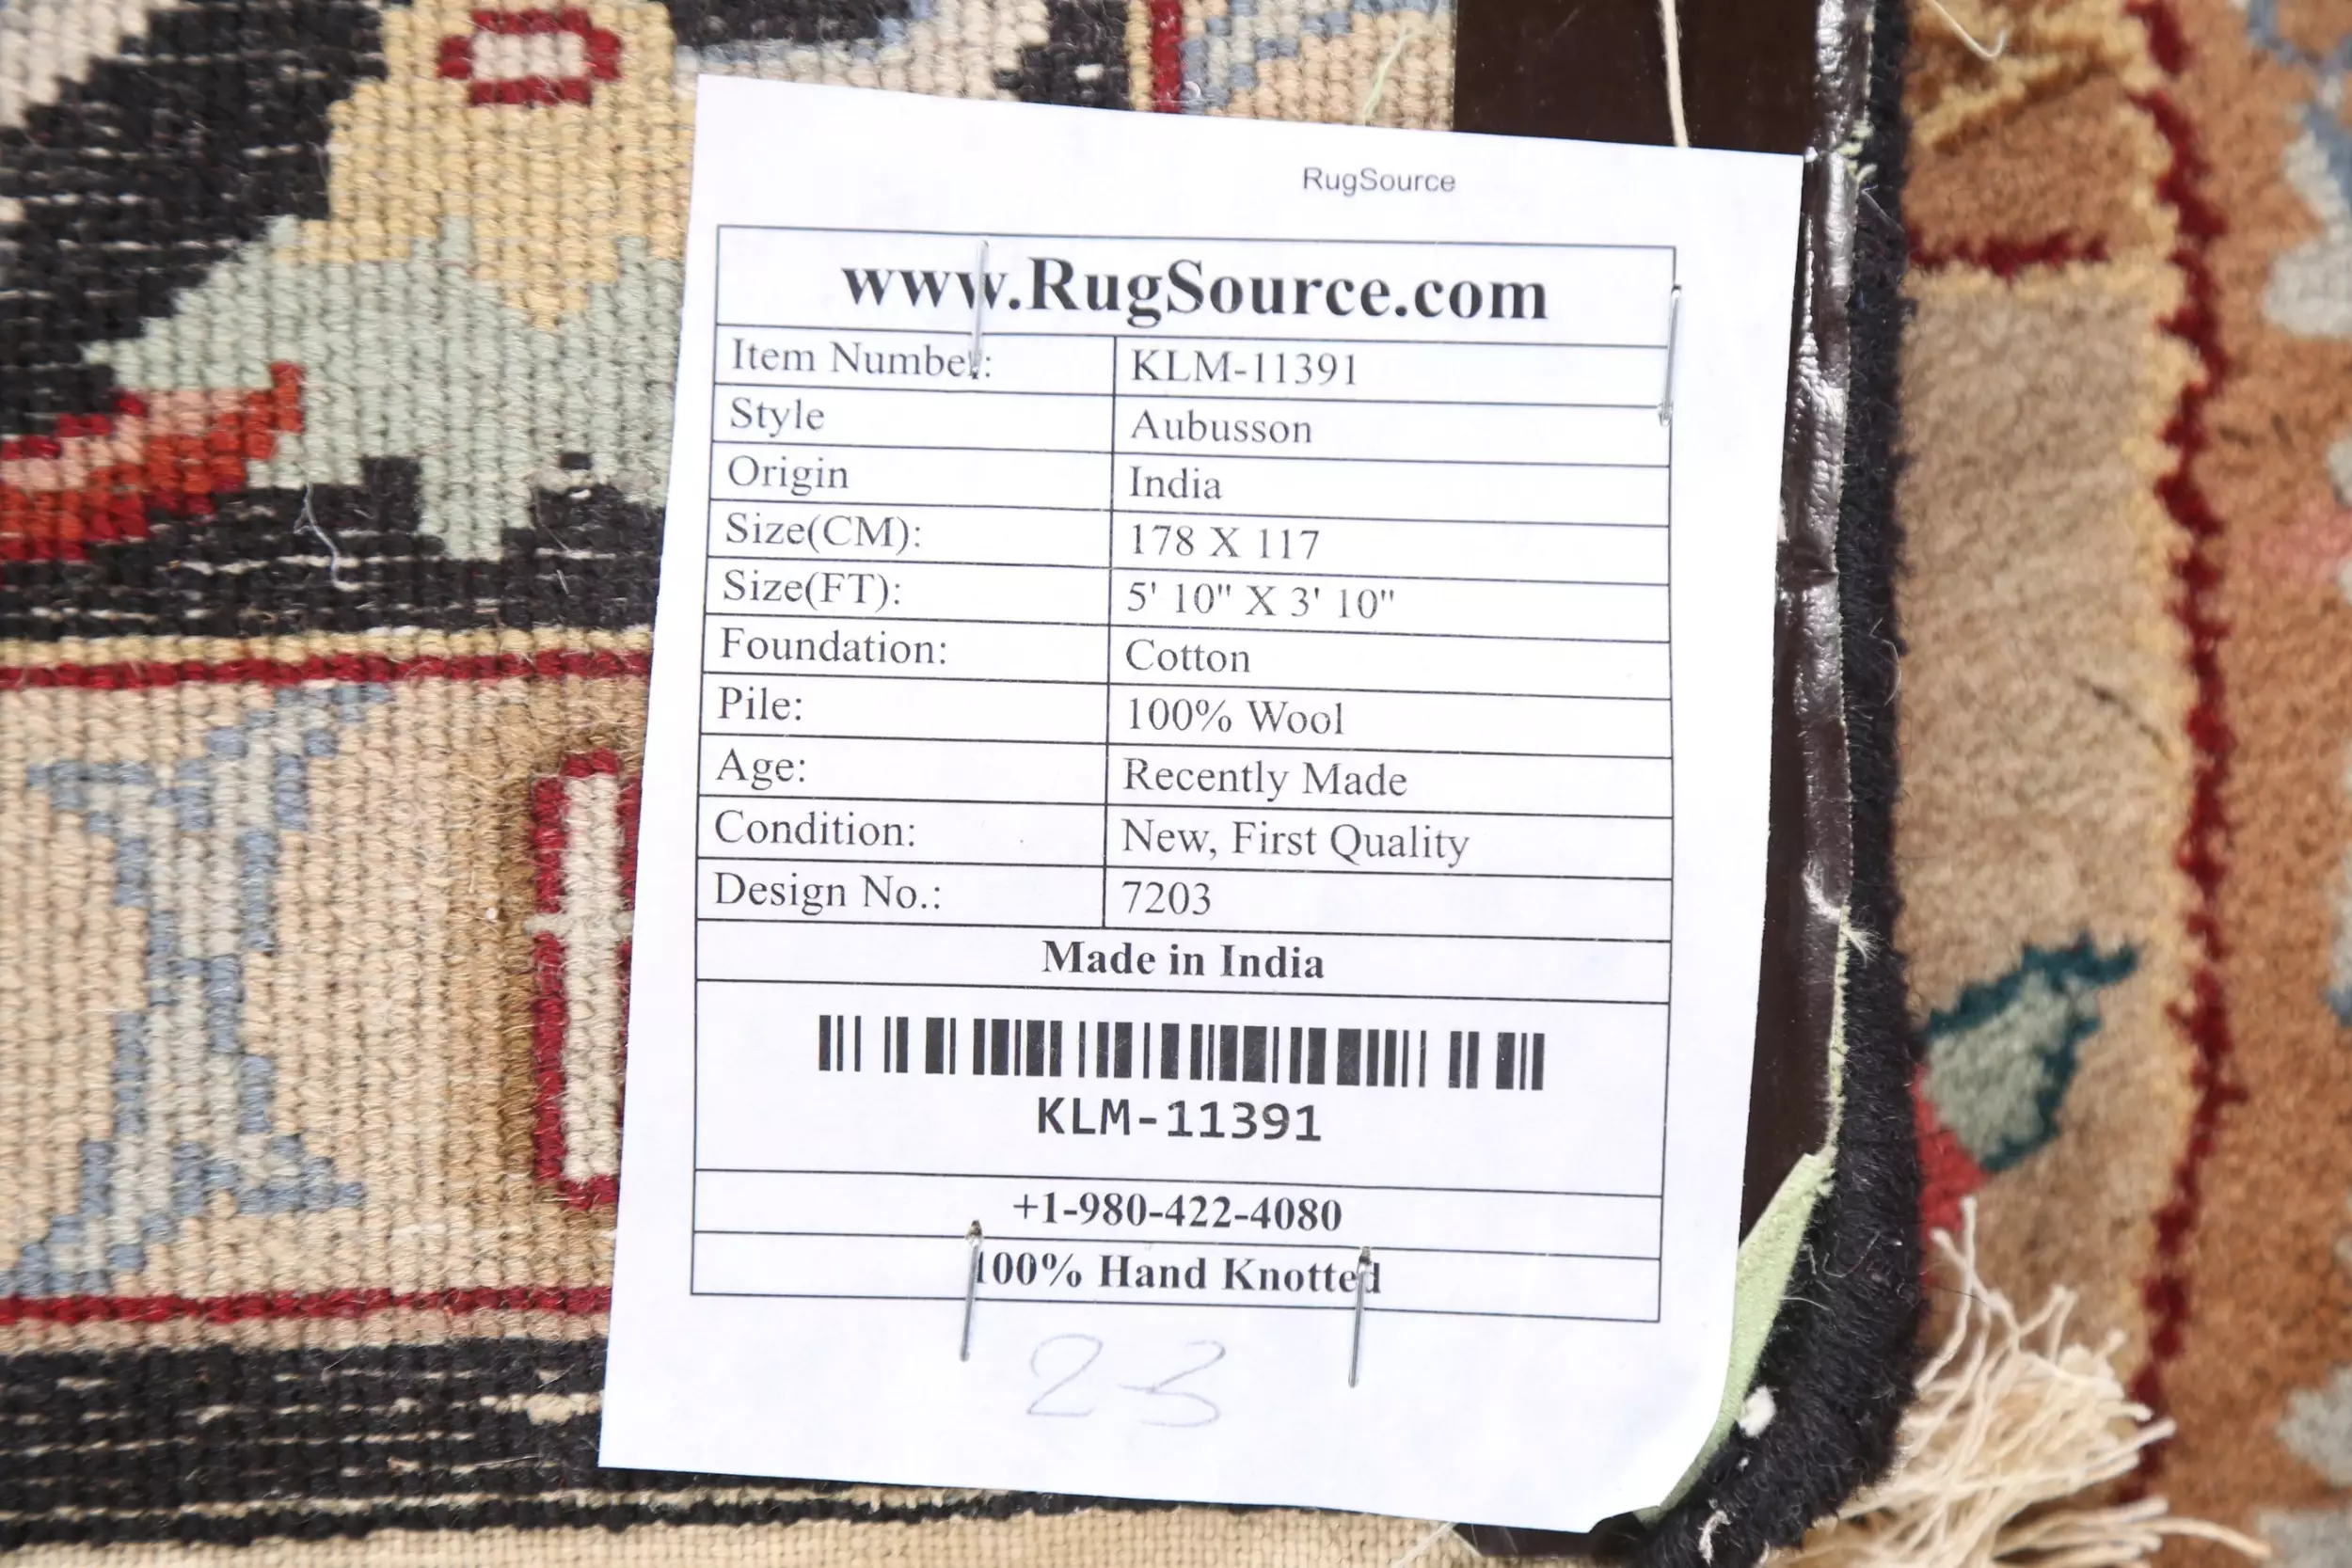 RugSource
www.RugSource.com
Item Number: KLM-11391
Style Aubusson
Origin India
Size(CM): 178 X 117
Size(FT): 5' 10" X 3' 10"
Foundation: Cotton
Pile: 100% Wool
Age: Recently Made
Condition: New, First Quality
Design No.: 7203
Made in India
KLM-11391
+1-980-422-4080
100% Hand Knotted
23